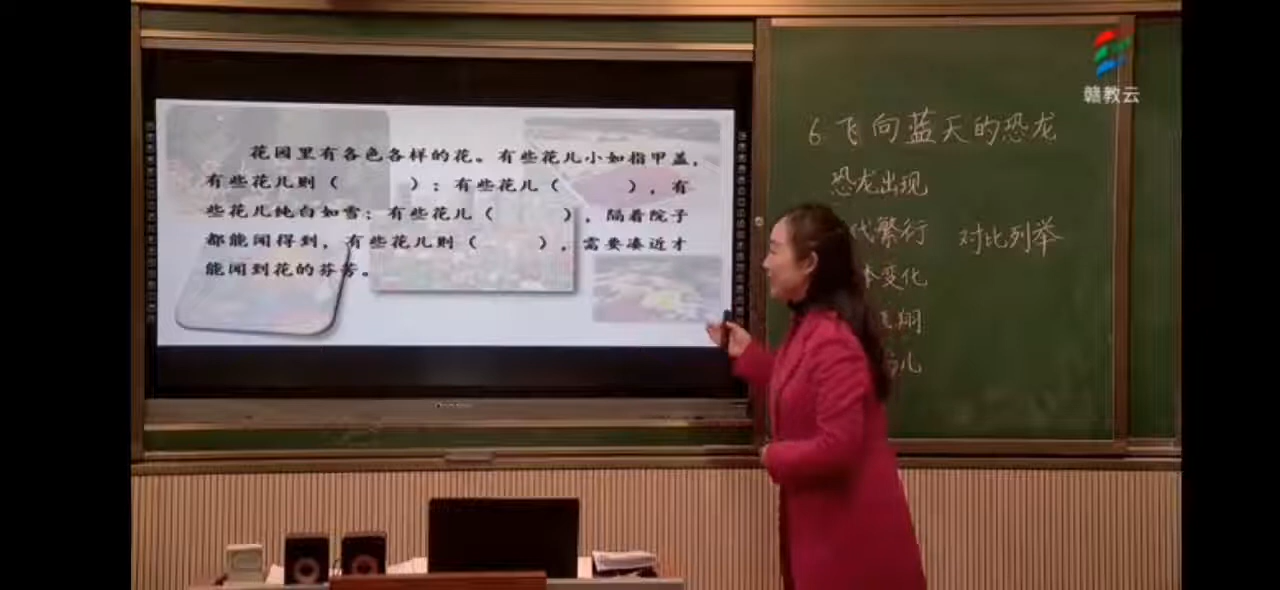 花园里有各色各样的花。有些花儿小如指甲盖，
有些花儿则（　　　）；有些花儿（　　　），有
些花儿纯白如雪；有些花儿（　　　），隔着院子
都能闻得到，有些花儿则（　　　），需要凑近才
能闻到花的芬芳。
赣教云
6 飞向蓝天的恐龙
恐龙出现
代繁衍 对比列举
变化
翔
儿